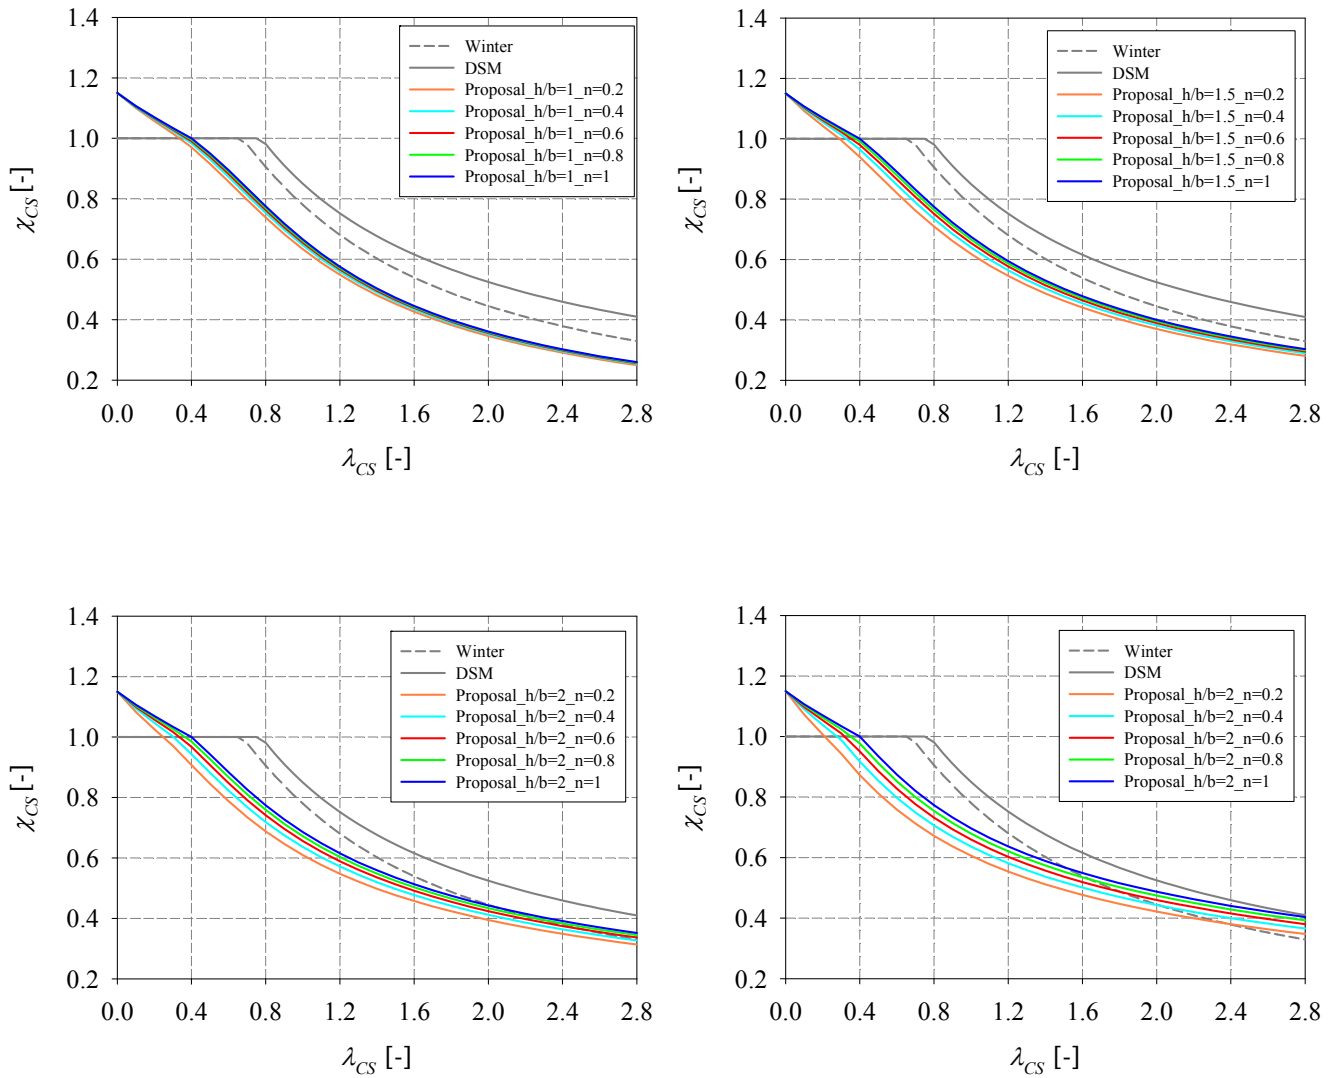 1.4
1.2
1.0
0.8
0.6
0.4
0.2
χCS [-]
Winter
DSM
Proposal_h/b=1_n=0.2
Proposal_h/b=1_n=0.4
Proposal_h/b=1_n=0.6
Proposal_h/b=1_n=0.8
Proposal_h/b=1_n=1
0.0 0.4 0.8 1.2 1.6 2.0 2.4 2.8
λCS [-]
1.4
1.2
1.0
0.8
0.6
0.4
0.2
χCS [-]
Winter
DSM
Proposal_h/b=1.5_n=0.2
Proposal_h/b=1.5_n=0.4
Proposal_h/b=1.5_n=0.6
Proposal_h/b=1.5_n=0.8
Proposal_h/b=1.5_n=1
0.0 0.4 0.8 1.2 1.6 2.0 2.4 2.8
λCS [-]
1.4
1.2
1.0
0.8
0.6
0.4
0.2
χCS [-]
Winter
DSM
Proposal_h/b=2_n=0.2
Proposal_h/b=2_n=0.4
Proposal_h/b=2_n=0.6
Proposal_h/b=2_n=0.8
Proposal_h/b=2_n=1
0.0 0.4 0.8 1.2 1.6 2.0 2.4 2.8
λCS [-]
1.4
1.2
1.0
0.8
0.6
0.4
0.2
χCS [-]
Winter
DSM
Proposal_h/b=2_n=0.2
Proposal_h/b=2_n=0.4
Proposal_h/b=2_n=0.6
Proposal_h/b=2_n=0.8
Proposal_h/b=2_n=1
0.0 0.4 0.8 1.2 1.6 2.0 2.4 2.8
λCS [-]